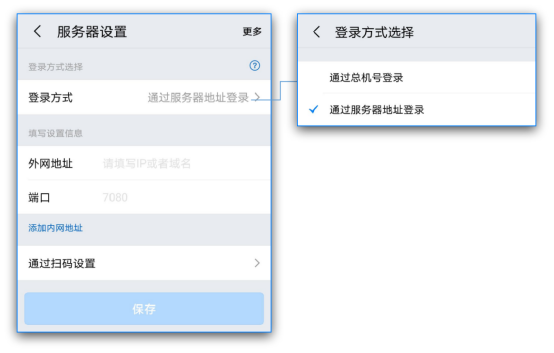 服务器设置
更多
登录方式选择
登录方式
通过服务器地址登录
填写设置信息
外网地址
请填写IP或者域名
端口
7080
添加内网地址
通过扫码设置
保存
登录方式选择
通过总机号登录
通过服务器地址登录